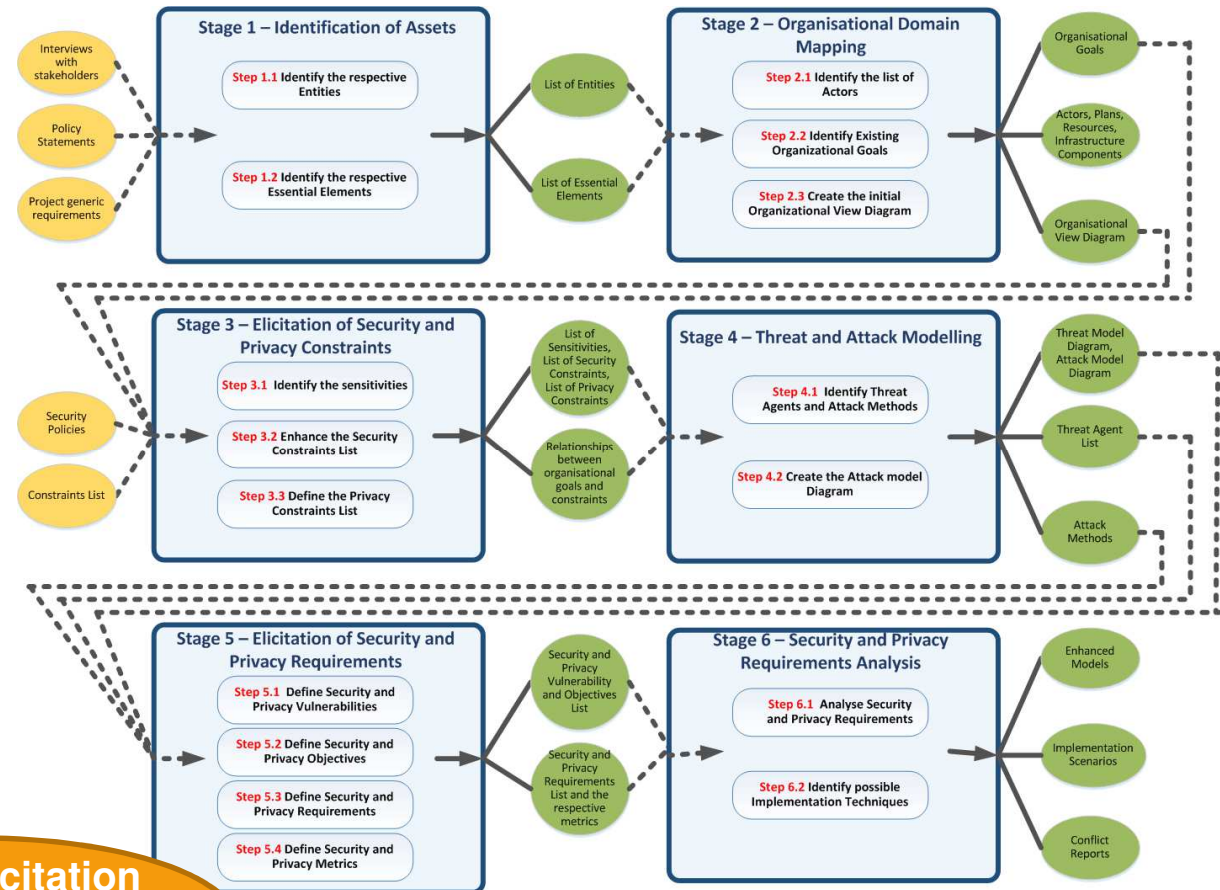 Stage 1 – Identification of Assets
Interviews
with
stakeholders
Policy
Statements
Project generic
requirements
Step 1.1 Identify the respective
Entities
Step 1.2 Identify the respective
Essential Elements
List of Entities
List of Essential
Elements
Stage 2 – Organisational Domain
Mapping
Step 2.1 Identify the list of
Actors
Step 2.2 Identify Existing
Organizational Goals
Step 2.3 Create the initial
Organizational View Diagram
Organisational
Goals
Actors, Plans,
Resources,
Infrastructure
Components
Organisational
View Diagram
Stage 3 – Elicitation of Security and
Privacy Constraints
Security
Policies
Constraints List
Step 3.1 Identify the sensitivities
Step 3.2 Enhance the Security
Constraints List
Step 3.3 Define the Privacy
Constraints List
List of
Sensitivities,
List of Security
Constraints,
List of Privacy
Constraints
Relationships
between
organisational
goals and
constraints
Stage 4 – Threat and Attack Modelling
Step 4.1 Identify Threat
Agents and Attack Methods
Step 4.2 Create the Attack model
Diagram
Threat Model
Diagram,
Attack Model
Diagram
Threat Agent
List
Attack
Methods
Stage 5 – Elicitation of Security and
Privacy Requirements
Step 5.1 Define Security and
Privacy Vulnerabilities
Step 5.2 Define Security and
Privacy Objectives
Step 5.3 Define Security and
Privacy Requirements
Step 5.4 Define Security and
Privacy Metrics
Security and
Privacy
Vulnerability
and Objectives
List
Security and
Privacy
Requirements
List and the
respective
metrics
Stage 6 – Security and Privacy
Requirements Analysis
Step 6.1 Analyse Security
and Privacy Requirements
Step 6.2 Identify possible
Implementation Techniques
Enhanced
Models
Implementation
Scenarios
Conflict
Reports
citation